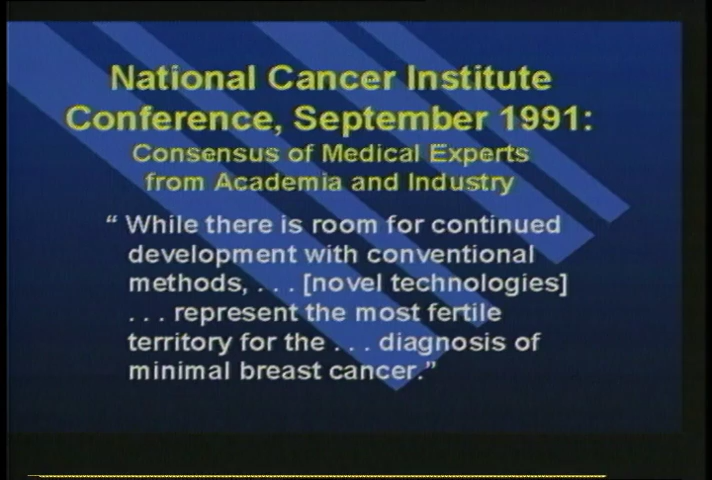 National Cancer Institute
Conference, September 1991:
Consensus of Medical Experts
from Academia and Industry
“ While there is room for continued
development with conventional
methods, . . . [novel technologies]
. . . represent the most fertile
territory for the . . . diagnosis of
minimal breast cancer.”